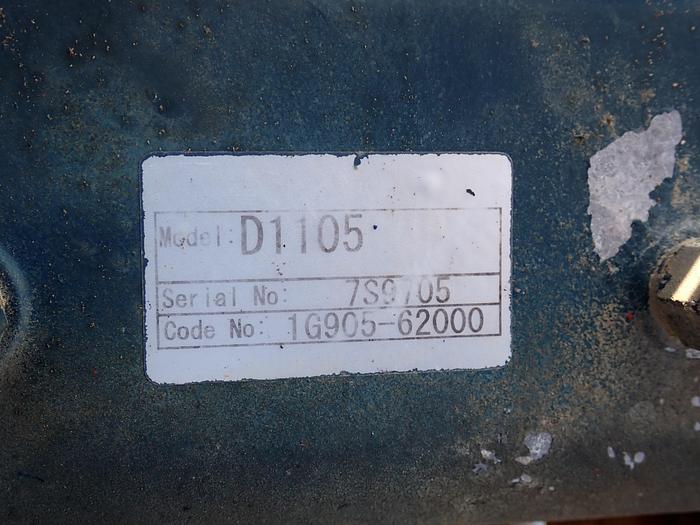 Model: D1105
Serial No: 7S9705
Code No: 1G905-62000